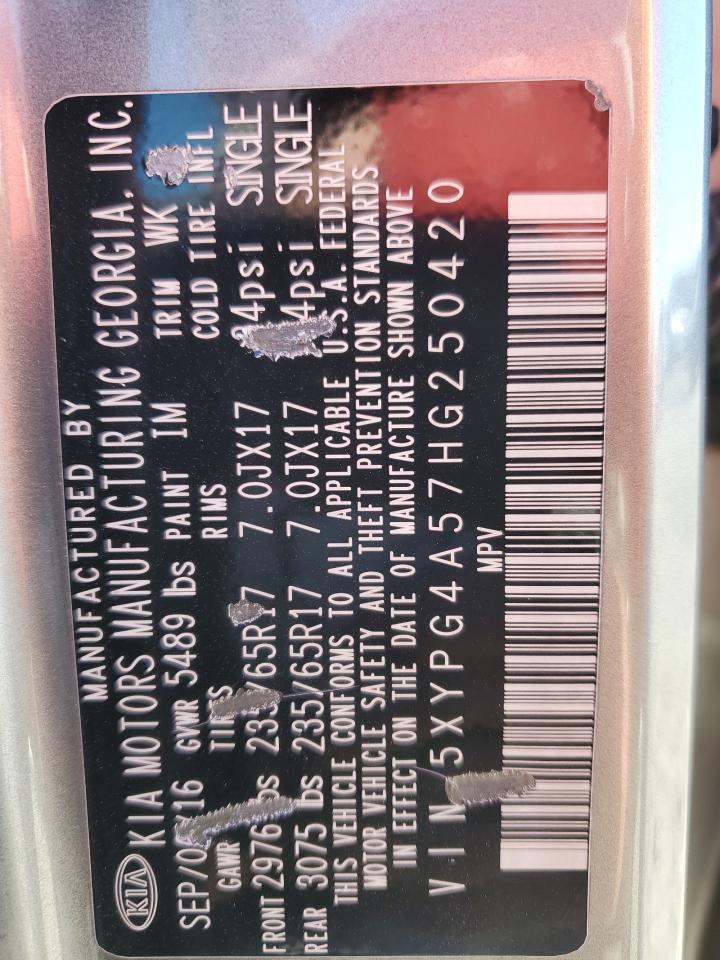 MANUFACTURED BY
KIA KIA MOTORS MANUFACTURING GEORGIA, INC.
GVWR 5489 lbs PAINT IM TRIM WK
GAWR RIMS COLD TIRE INFL
FRONT 2976 7.0JX17 SINGLE
REAR 3075 lbs 235/65R17 7.0JX17 SINGLE
THIS VEHICLE CONFORMS TO ALL APPLICABLE U.S.A. FEDERAL
MOTOR VEHICLE SAFETY AND THEFT PREVENTION STANDARDS
IN EFFECT ON THE DATE OF MANUFACTURE SHOWN ABOVE
VIN 5XYPG4A57HG250420
MPV